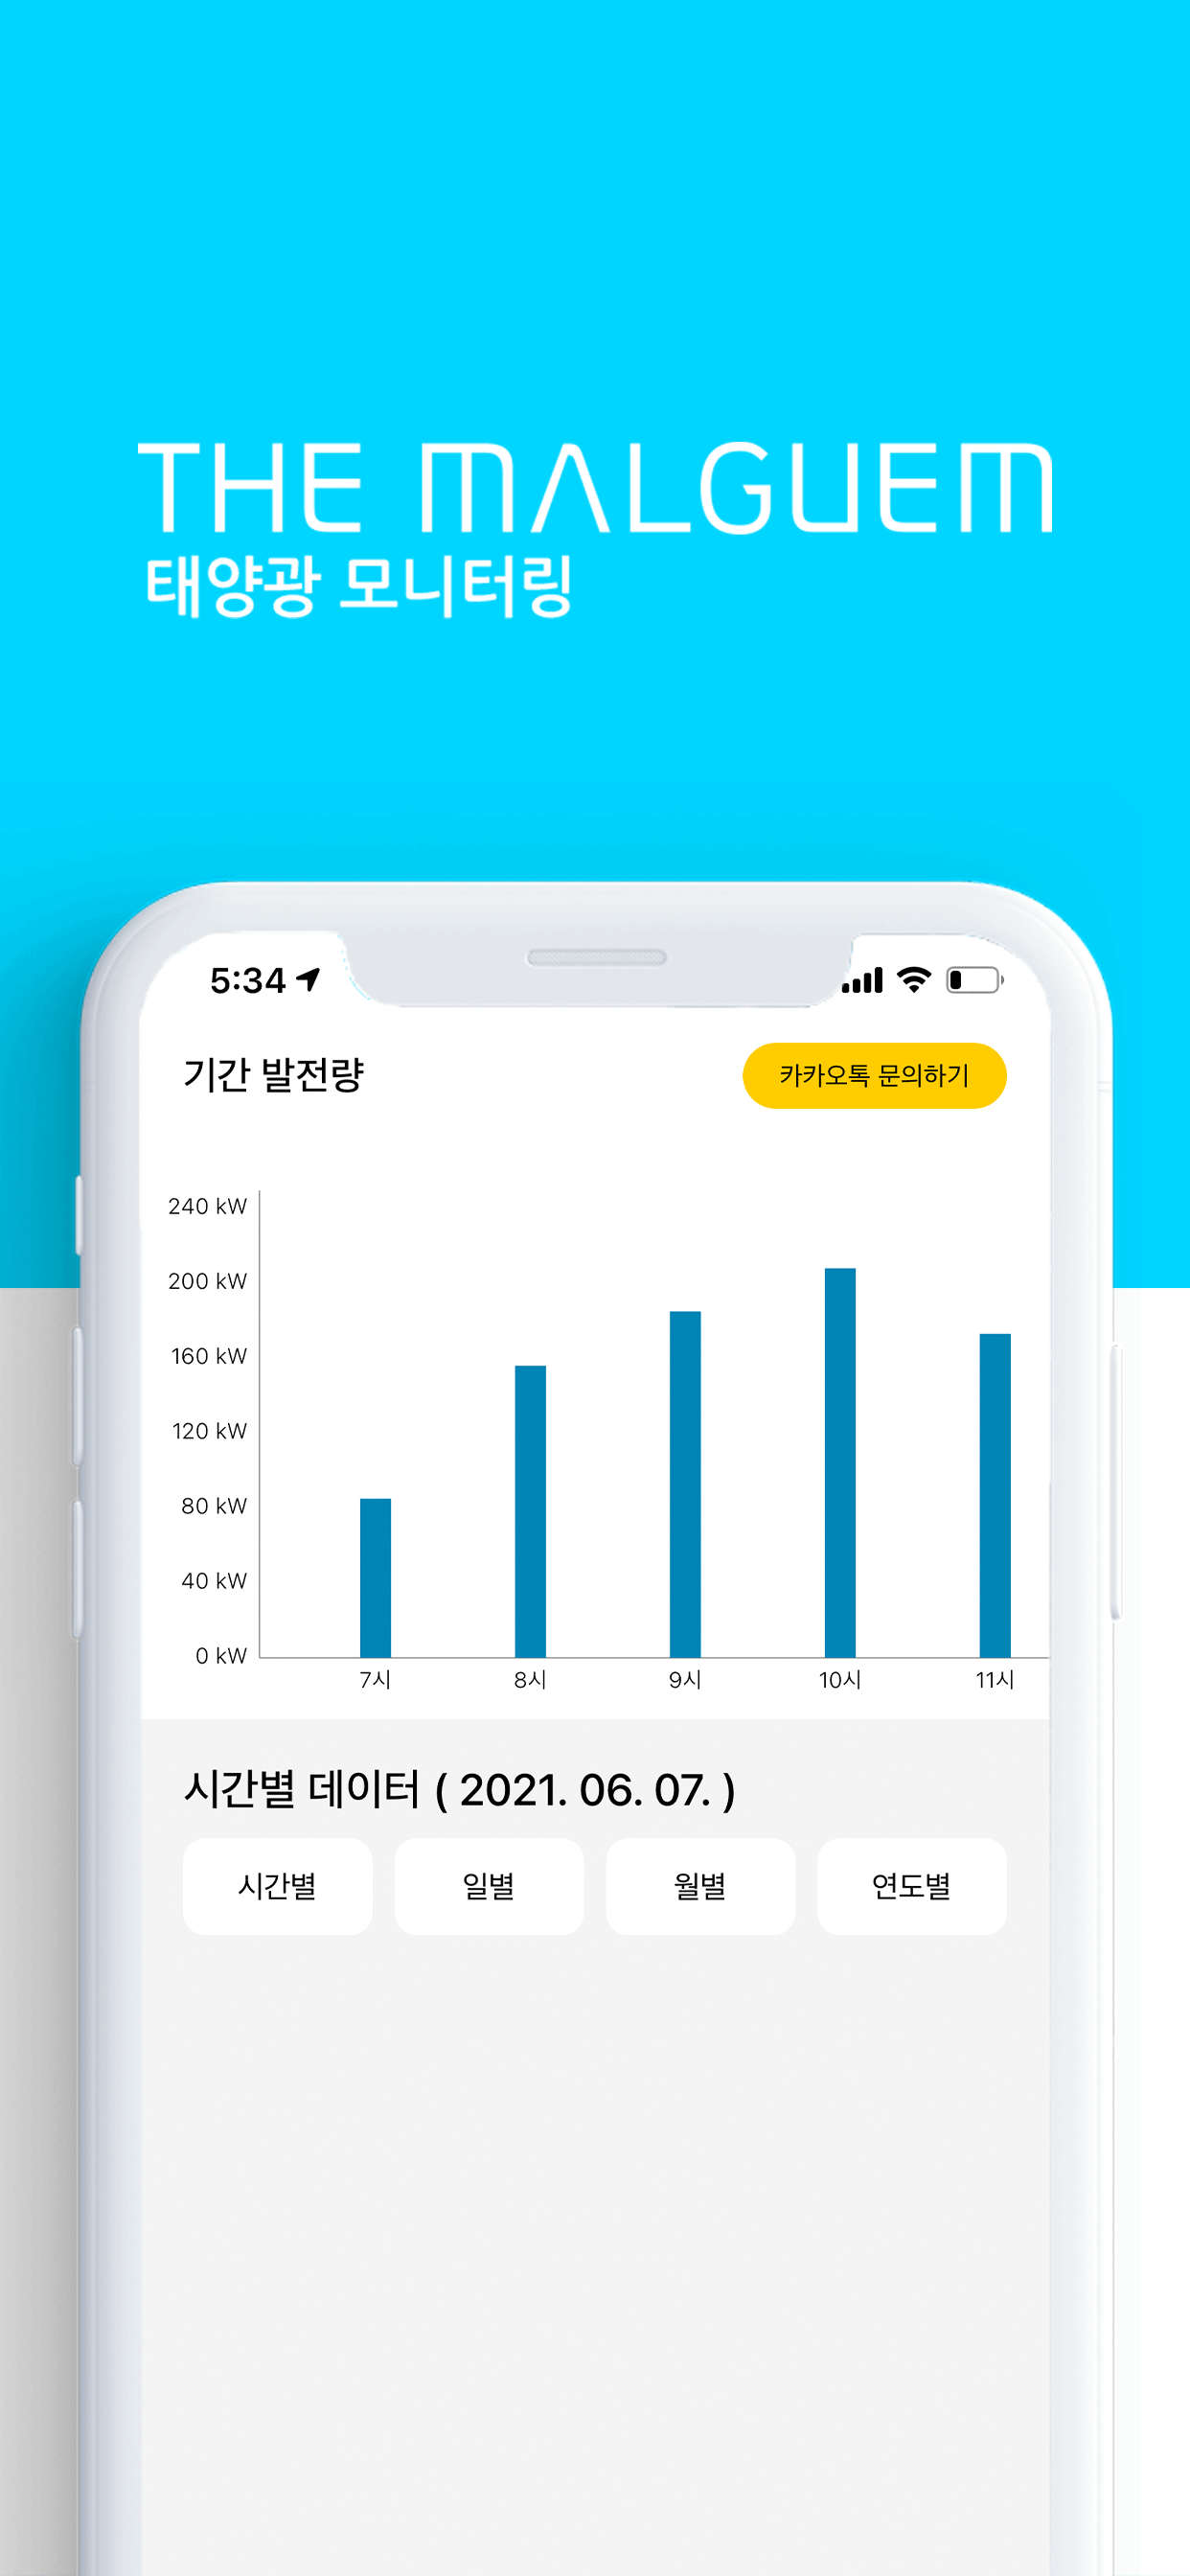 THE MALGUEM
태양광 모니터링
5:34
기간 발전량
카카오톡 문의하기
240 kW
200 kW
160 kW
120 kW
80 kW
40 kW
0 kW
7시 8시 9시 10시 11시
시간별 데이터 ( 2021. 06. 07. )
시간별 일별 월별 연도별